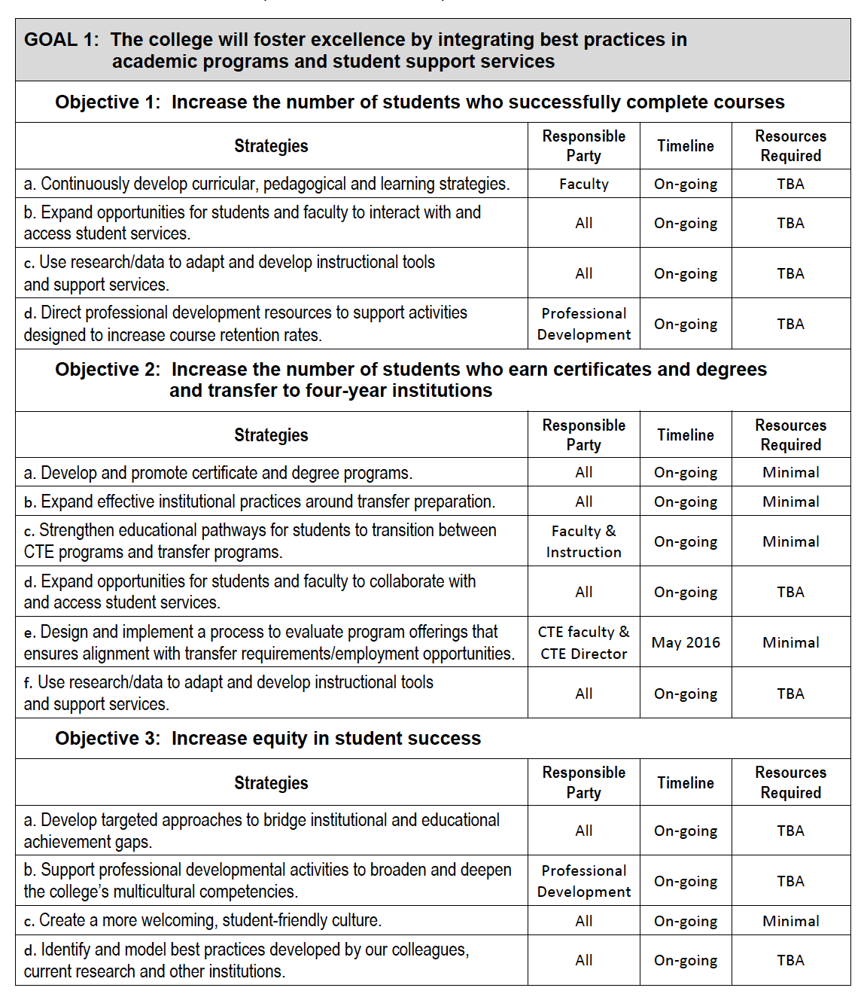 GOAL 1: The college will foster excellence by integrating best practices in
academic programs and student support services
Objective 1: Increase the number of students who successfully complete courses
Strategies
Responsible
Party
Timeline
Resources
Required
a. Continuously develop curricular, pedagogical and learning strategies.
Faculty
On-going
TBA
b. Expand opportunities for students and faculty to interact with and
access student services.
All
On-going
TBA
c. Use research/data to adapt and develop instructional tools
and support services.
All
On-going
TBA
d. Direct professional development resources to support activities
designed to increase course retention rates.
Professional
Development
On-going
TBA
Objective 2: Increase the number of students who earn certificates and degrees
and transfer to four-year institutions
Strategies
Responsible
Party
Timeline
Resources
Required
a. Develop and promote certificate and degree programs.
All
On-going
Minimal
b. Expand effective institutional practices around transfer preparation.
All
On-going
Minimal
c. Strengthen educational pathways for students to transition between
CTE programs and transfer programs.
Faculty &
Instruction
On-going
Minimal
d. Expand opportunities for students and faculty to collaborate with
and access student services.
All
On-going
TBA
e. Design and implement a process to evaluate program offerings that
ensures alignment with transfer requirements/employment opportunities.
CTE faculty &
CTE Director
May 2016
Minimal
f. Use research/data to adapt and develop instructional tools
and support services.
All
On-going
TBA
Objective 3: Increase equity in student success
Strategies
Responsible
Party
Timeline
Resources
Required
a. Develop targeted approaches to bridge institutional and educational
achievement gaps.
All
On-going
TBA
b. Support professional developmental activities to broaden and deepen
the college's multicultural competencies.
Professional
Development
On-going
TBA
c. Create a more welcoming, student-friendly culture.
All
On-going
Minimal
d. Identify and model best practices developed by our colleagues,
current research and other institutions.
All
On-going
TBA